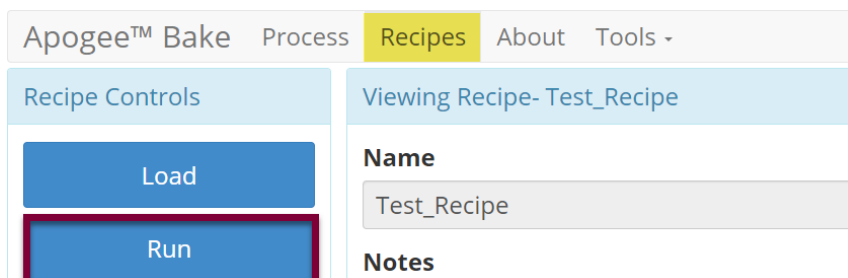 Apogee™ Bake Process Recipes About Tools
Recipe Controls
Load
Run
Viewing Recipe- Test_Recipe
Name
Test_Recipe
Notes